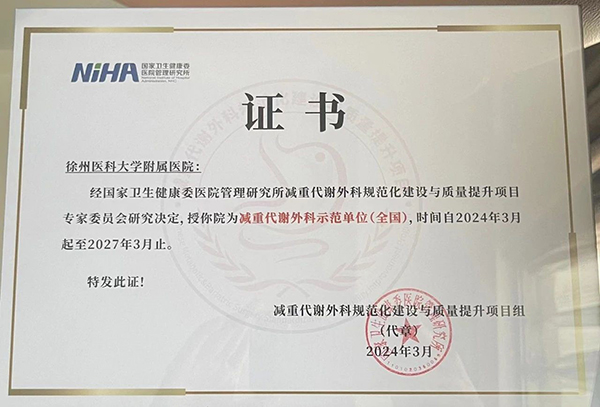 NiHA 国家卫生健康委
医院管理研究所
National Institute of Hospital
Administration, NHC
证书
徐州医科大学附属医院：
经国家卫生健康委医院管理研究所减重代谢外科规范化建设与质量提升项目
专家委员会研究决定，授你院为减重代谢外科示范单位（全国），时间自2024年3月
起至2027年3月止。
特发此证！
减重代谢外科规范化建设与质量提升项目组
（代章）
2024年3月